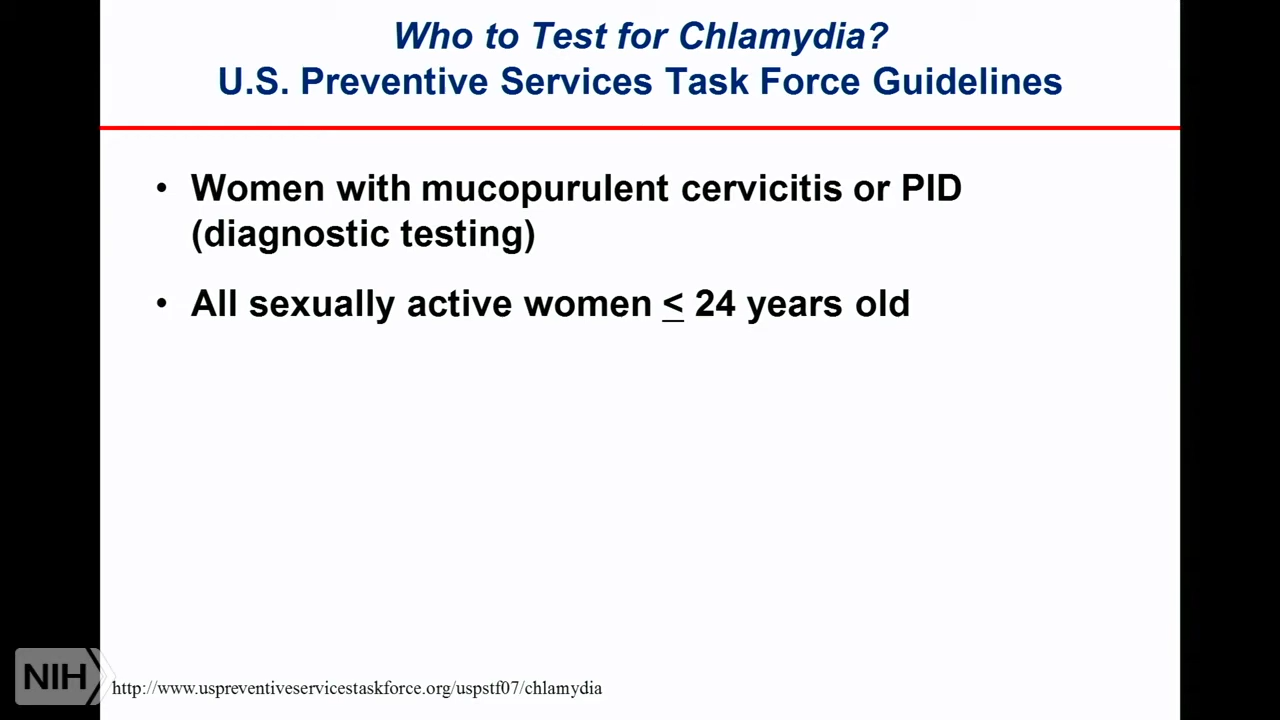 Who to Test for Chlamydia?
U.S. Preventive Services Task Force Guidelines
• Women with mucopurulent cervicitis or PID
(diagnostic testing)
• All sexually active women ≤ 24 years old
NIH
http://www.uspreventiveservicestaskforce.org/uspstf07/chlamydia